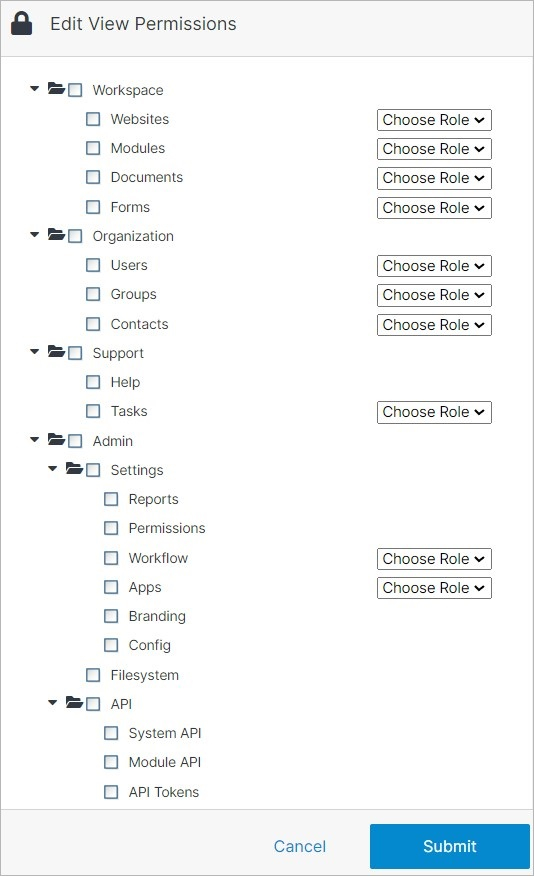 Edit View Permissions
Workspace
Websites Choose Role
Modules Choose Role
Documents Choose Role
Forms Choose Role
Organization
Users Choose Role
Groups Choose Role
Contacts Choose Role
Support
Help
Tasks Choose Role
Admin
Settings
Reports
Permissions
Workflow Choose Role
Apps Choose Role
Branding
Config
Filesystem
API
System API
Module API
API Tokens
Cancel Submit